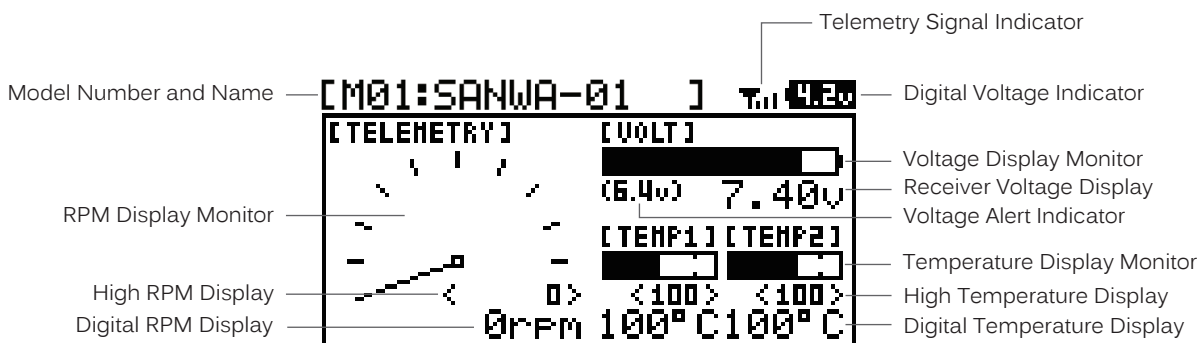 Telemetry Signal Indicator
Model Number and Name
[M01:SANWA-01 ]
4.2v
Digital Voltage Indicator
[TELEMETRY]
[VOLT]
Voltage Display Monitor
(6.4v) 7.40v
Receiver Voltage Display
Voltage Alert Indicator
RPM Display Monitor
[TEMP1] [TEMP2]
Temperature Display Monitor
High RPM Display
< 0>
<100> <100>
High Temperature Display
Digital RPM Display
0rpm 100°C 100°C
Digital Temperature Display